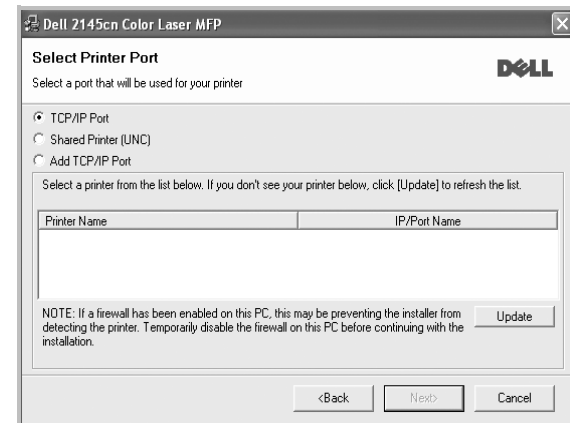 Dell 2145cn Color Laser MFP
Select Printer Port
Select a port that will be used for your printer
DELL
TCP/IP Port
Shared Printer (UNC)
Add TCP/IP Port
Select a printer from the list below. If you don't see your printer below, click [Update] to refresh the list.
Printer Name
IP/Port Name
NOTE: If a firewall has been enabled on this PC, this may be preventing the installer from
detecting the printer. Temporarily disable the firewall on this PC before continuing with the
installation.
Update
<Back
Next>
Cancel